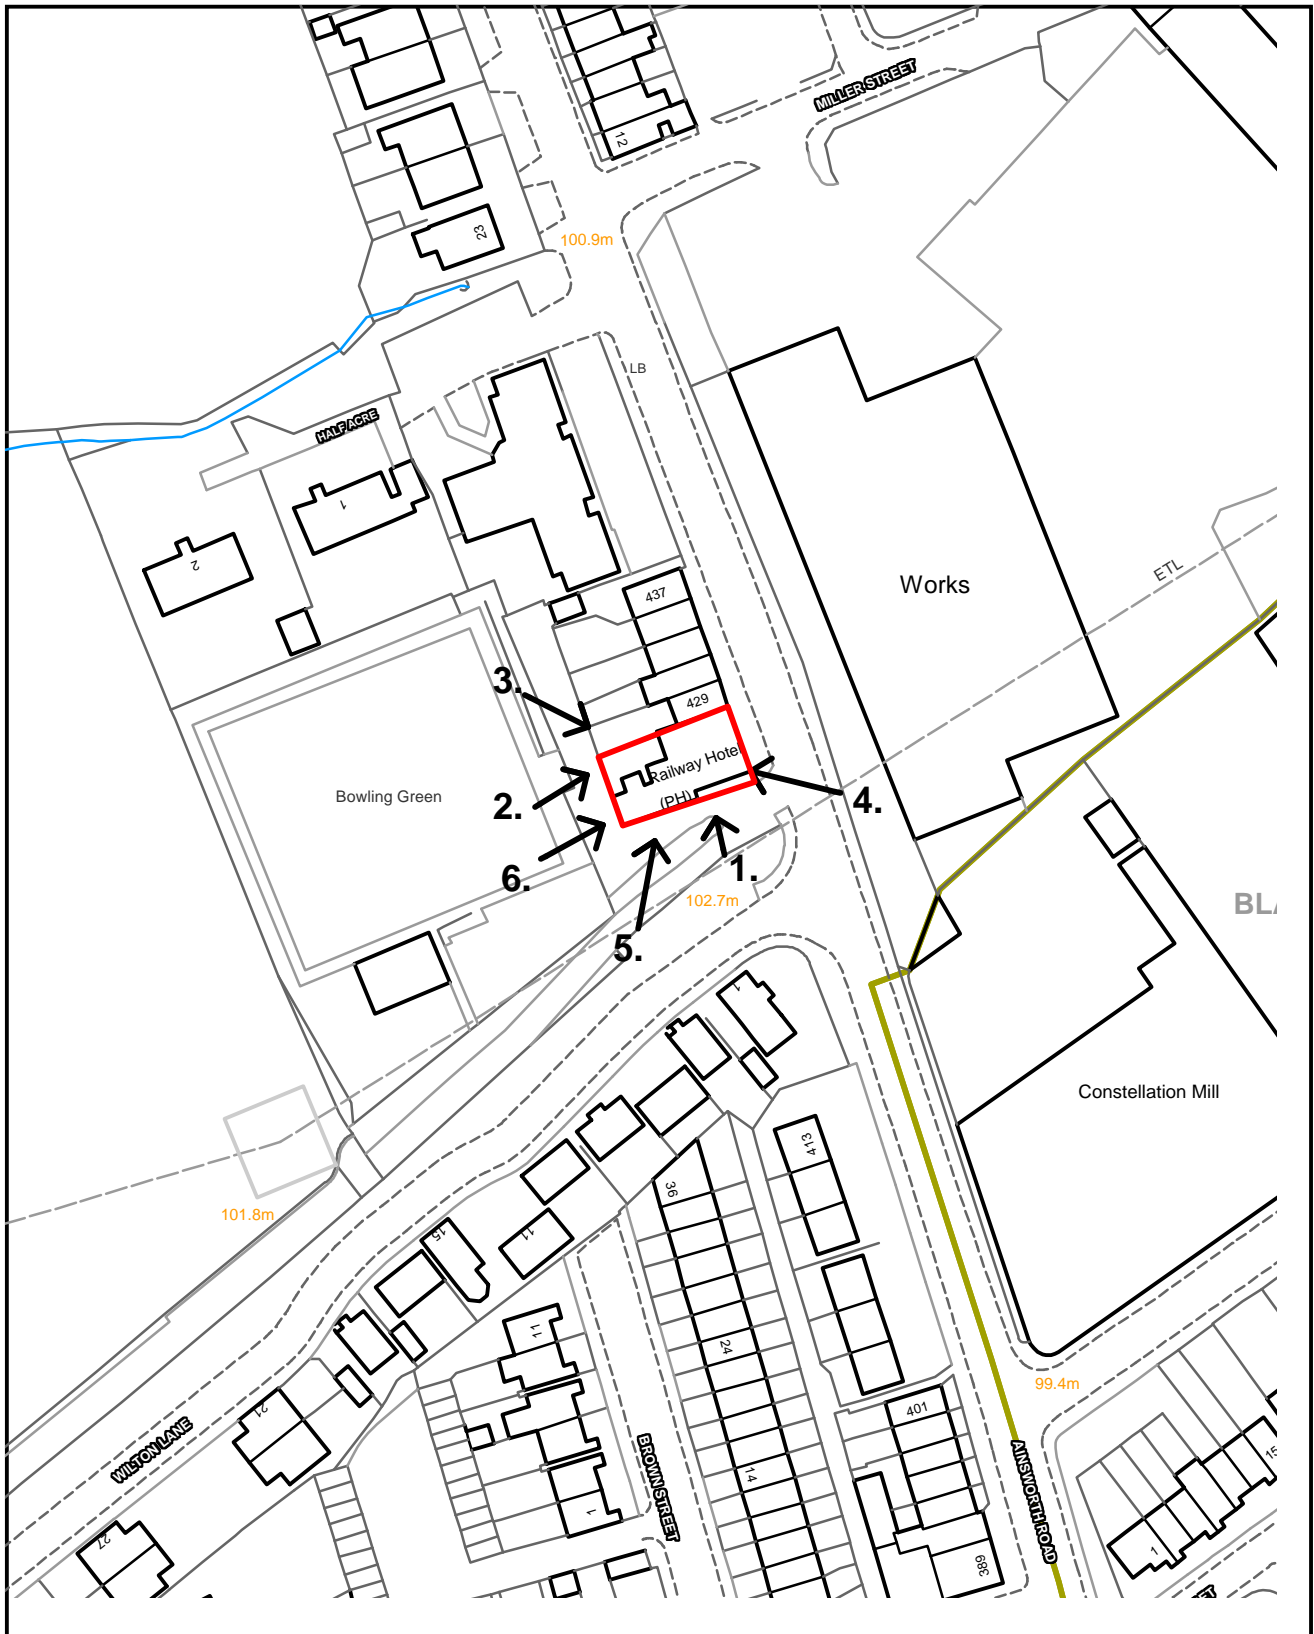 12
MILLER STREET
23
100.9m
LB
HALF ACRE
1
2
Works
ETL
437
3.
429
Railway Hotel
(PH)
Bowling Green
2.
4.
6.
1.
102.7m
5.
1
Constellation Mill
413
36
101.8m
15
11
11
24
99.4m
21
401
WILTON LANE
BROWN STREET
14
AINSWORTH ROAD
15
1
27
1
389